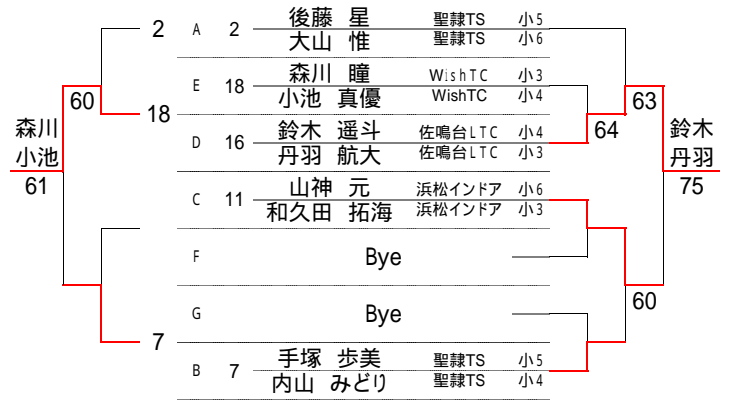 2 A 2 後藤 星 聖隷TS 小5
大山 惟 聖隷TS 小6
E 18 森川 瞳 WishTC 小3
小池 真優 WishTC 小4
60 63
18 64
森川 D 16 鈴木 遥斗 佐鳴台LTC 小4 鈴木
小池 丹羽 航大 佐鳴台LTC 小3 丹羽
61 75
C 11 山神 元 浜松インドア 小6
和久田 拓海 浜松インドア 小3
F Bye
60
G Bye
7
B 7 手塚 歩美 聖隷TS 小5
内山 みどり 聖隷TS 小4